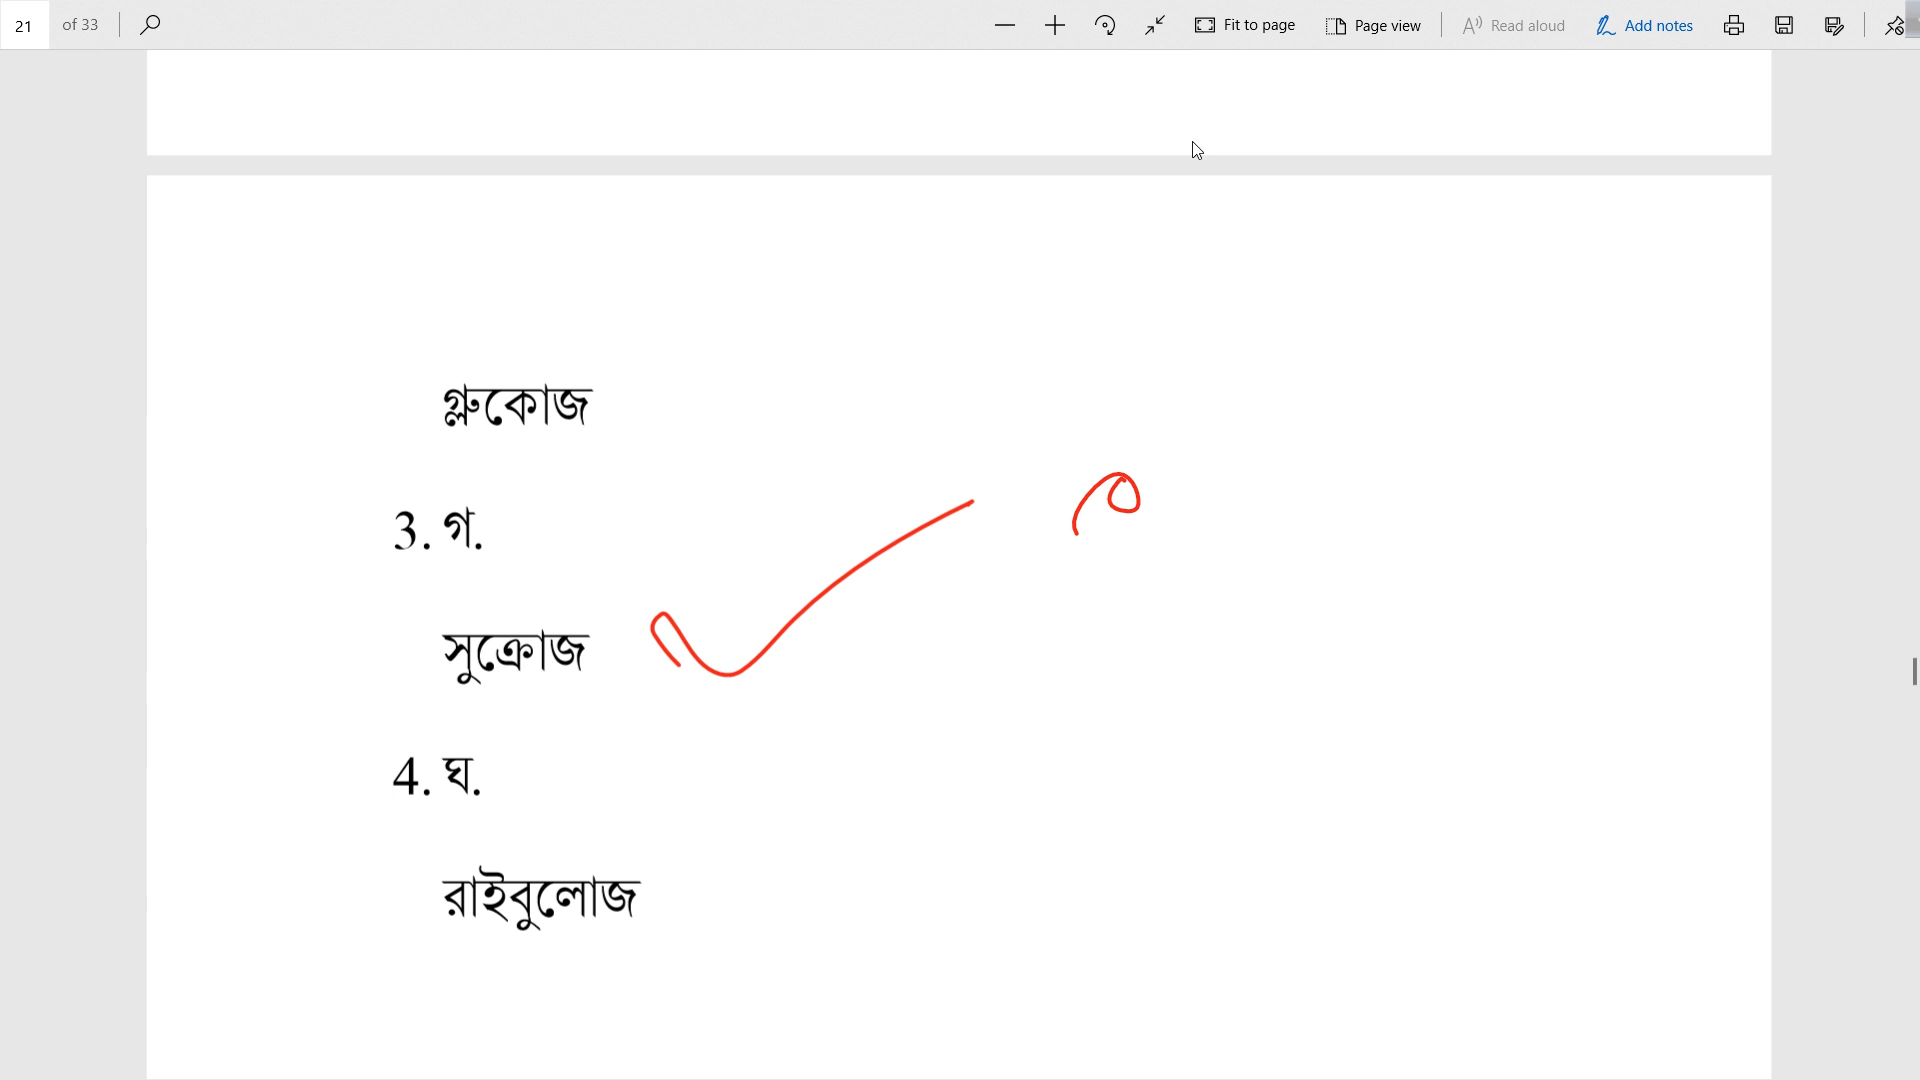 21 of 33 Fit to page Page view Read aloud Add notes
গ্লুকোজ
3. গ.
সুক্রোজ
4. ঘ.
রাইবুলোজ